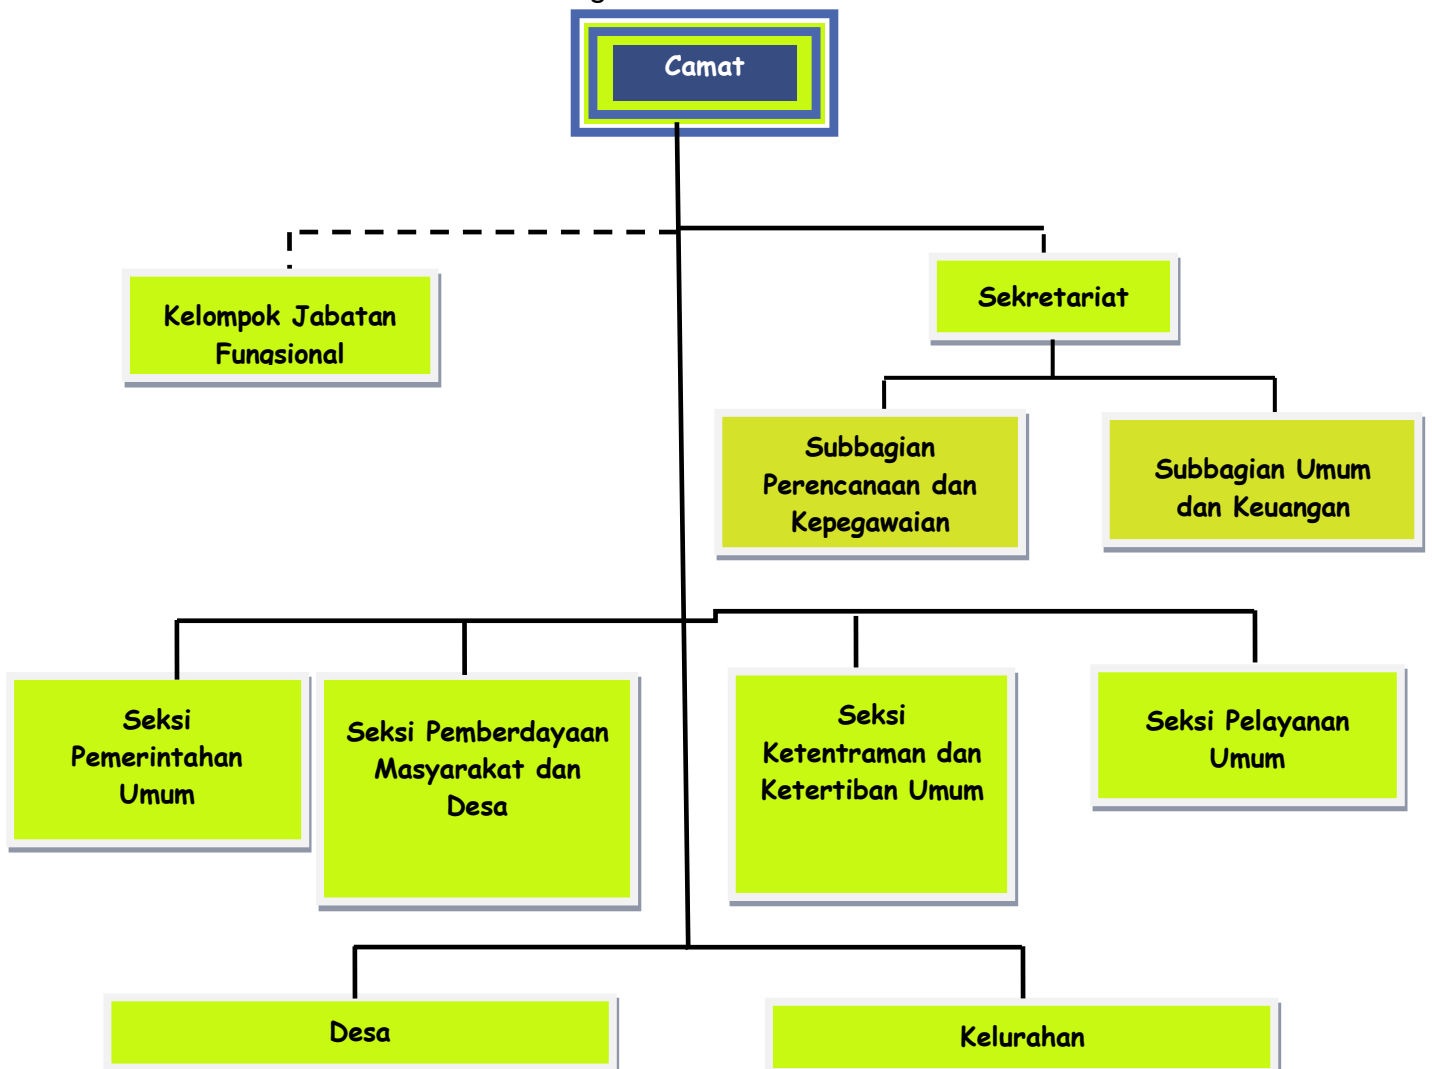 Camat
Kelompok Jabatan
Fungsional
Sekretariat
Subbagian
Perencanaan dan
Kepegawaian
Subbagian Umum
dan Keuangan
Seksi
Pemerintahan
Umum
Seksi Pemberdayaan
Masyarakat dan
Desa
Seksi
Ketentraman dan
Ketertiban Umum
Seksi Pelayanan
Umum
Desa
Kelurahan